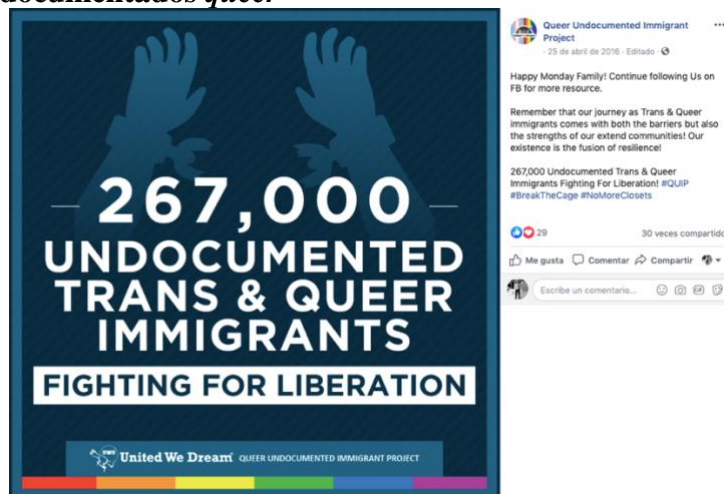 documentados queer
267,000
UNDOCUMENTED
TRANS & QUEER
IMMIGRANTS
FIGHTING FOR LIBERATION
United We Dream QUEER UNDOCUMENTED IMMIGRANT PROJECT
Queer Undocumented Immigrant
Project
· 25 de abril de 2016 · Editado ·
Happy Monday Family! Continue following Us on
FB for more resource.
Remember that our journey as Trans & Queer
immigrants comes with both the barriers but also
the strengths of our extend communities! Our
existence is the fusion of resilience!
267,000 Undocumented Trans & Queer
Immigrants Fighting For Liberation! #QUIP
#BreakTheCage #NoMoreClosets
29 30 veces compartido
Me gusta Comentar Compartir
Escribe un comentario... GIF